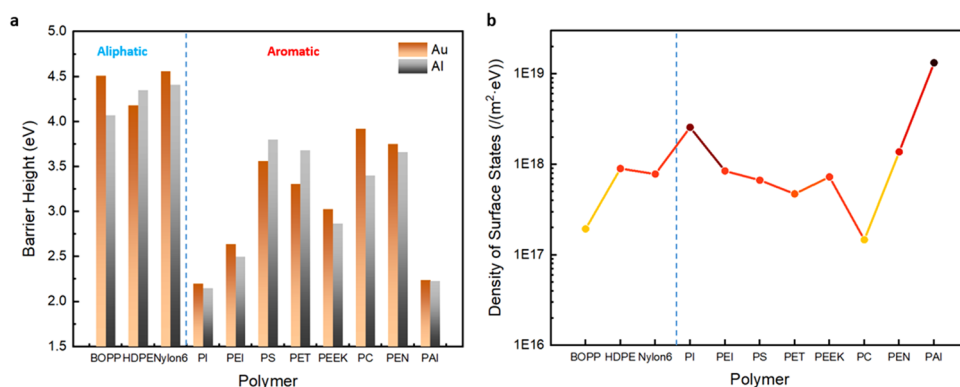 a
Aliphatic
Aromatic
Au
Al
Barrier Height (eV)
5.0
4.5
4.0
3.5
3.0
2.5
2.0
1.5
BOPP HDPE Nylon6 PI PEI PS PET PEEK PC PEN PAI
Polymer
b
Density of Surface States (/(m²·eV))
1E19
1E18
1E17
1E16
BOPP HDPE Nylon6 PI PEI PS PET PEEK PC PEN PAI
Polymer